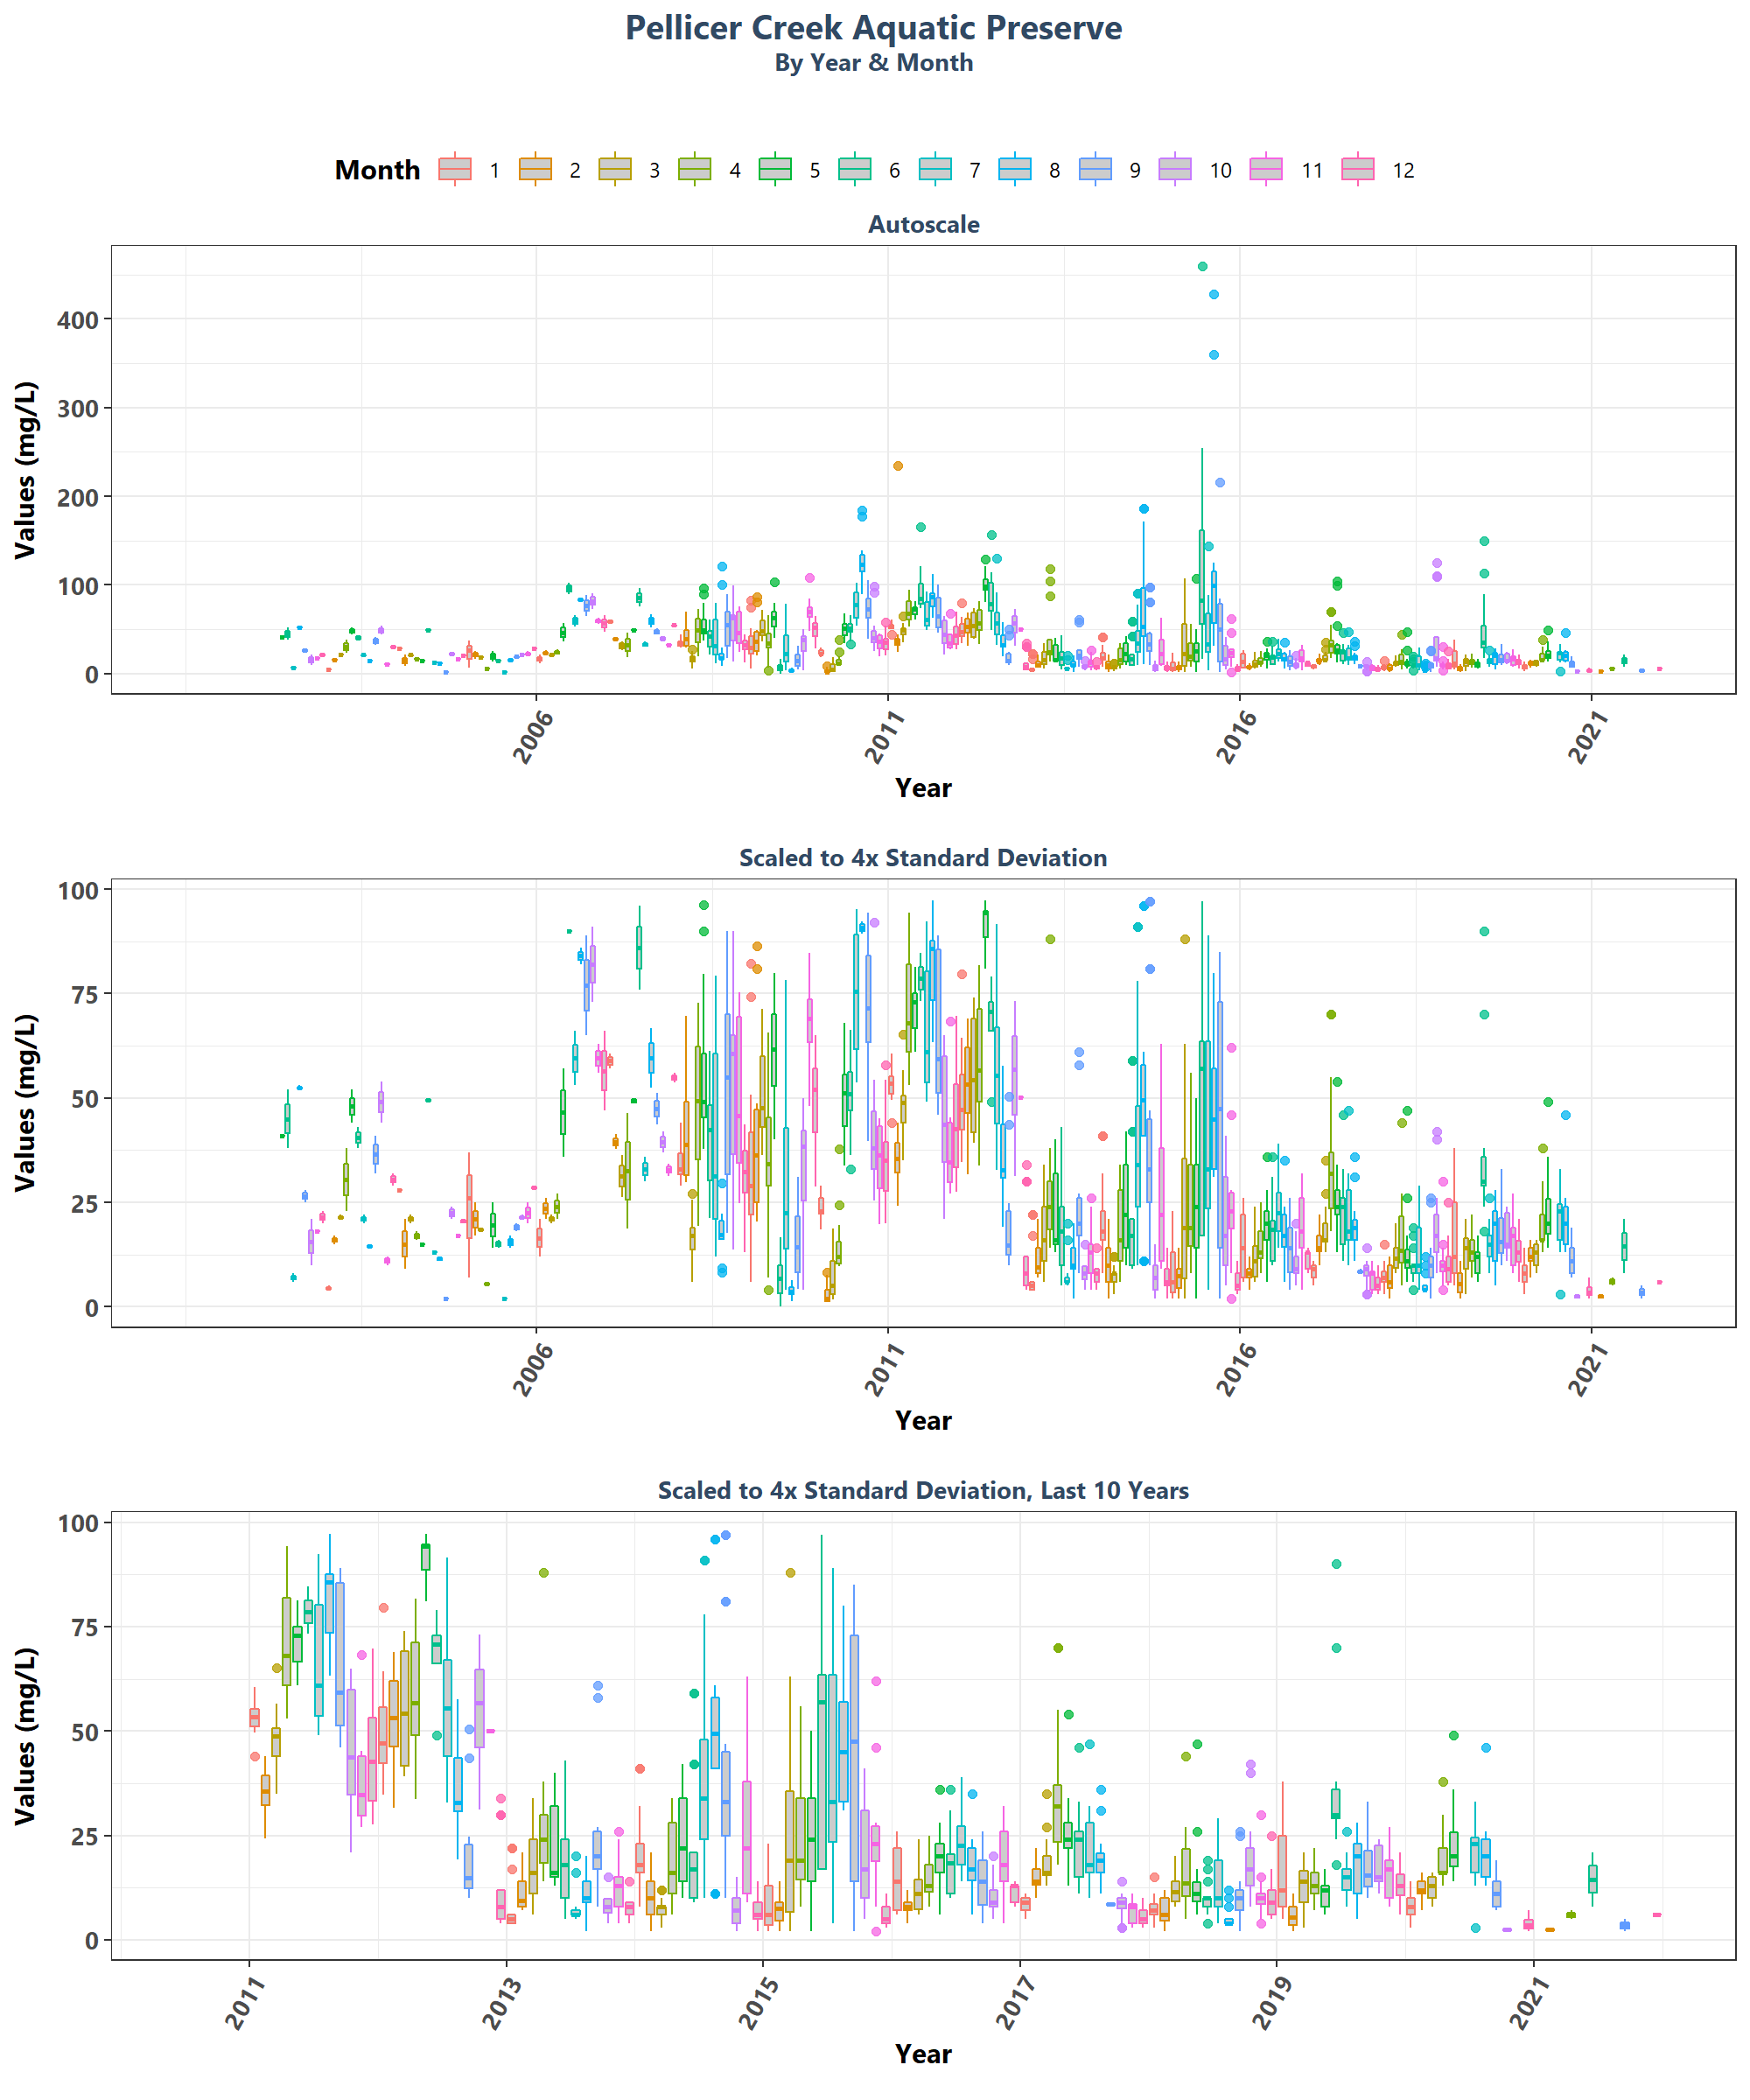 Pellicer Creek Aquatic Preserve
By Year & Month
Month 1 2 3 4 5 6 7 8 9 10 11 12
Autoscale
Values (mg/L)
400
300
200
100
0
2006 2011 2016 2021
Year
Scaled to 4x Standard Deviation
Values (mg/L)
100
75
50
25
0
2006 2011 2016 2021
Year
Scaled to 4x Standard Deviation, Last 10 Years
Values (mg/L)
100
75
50
25
0
2011 2013 2015 2017 2019 2021
Year